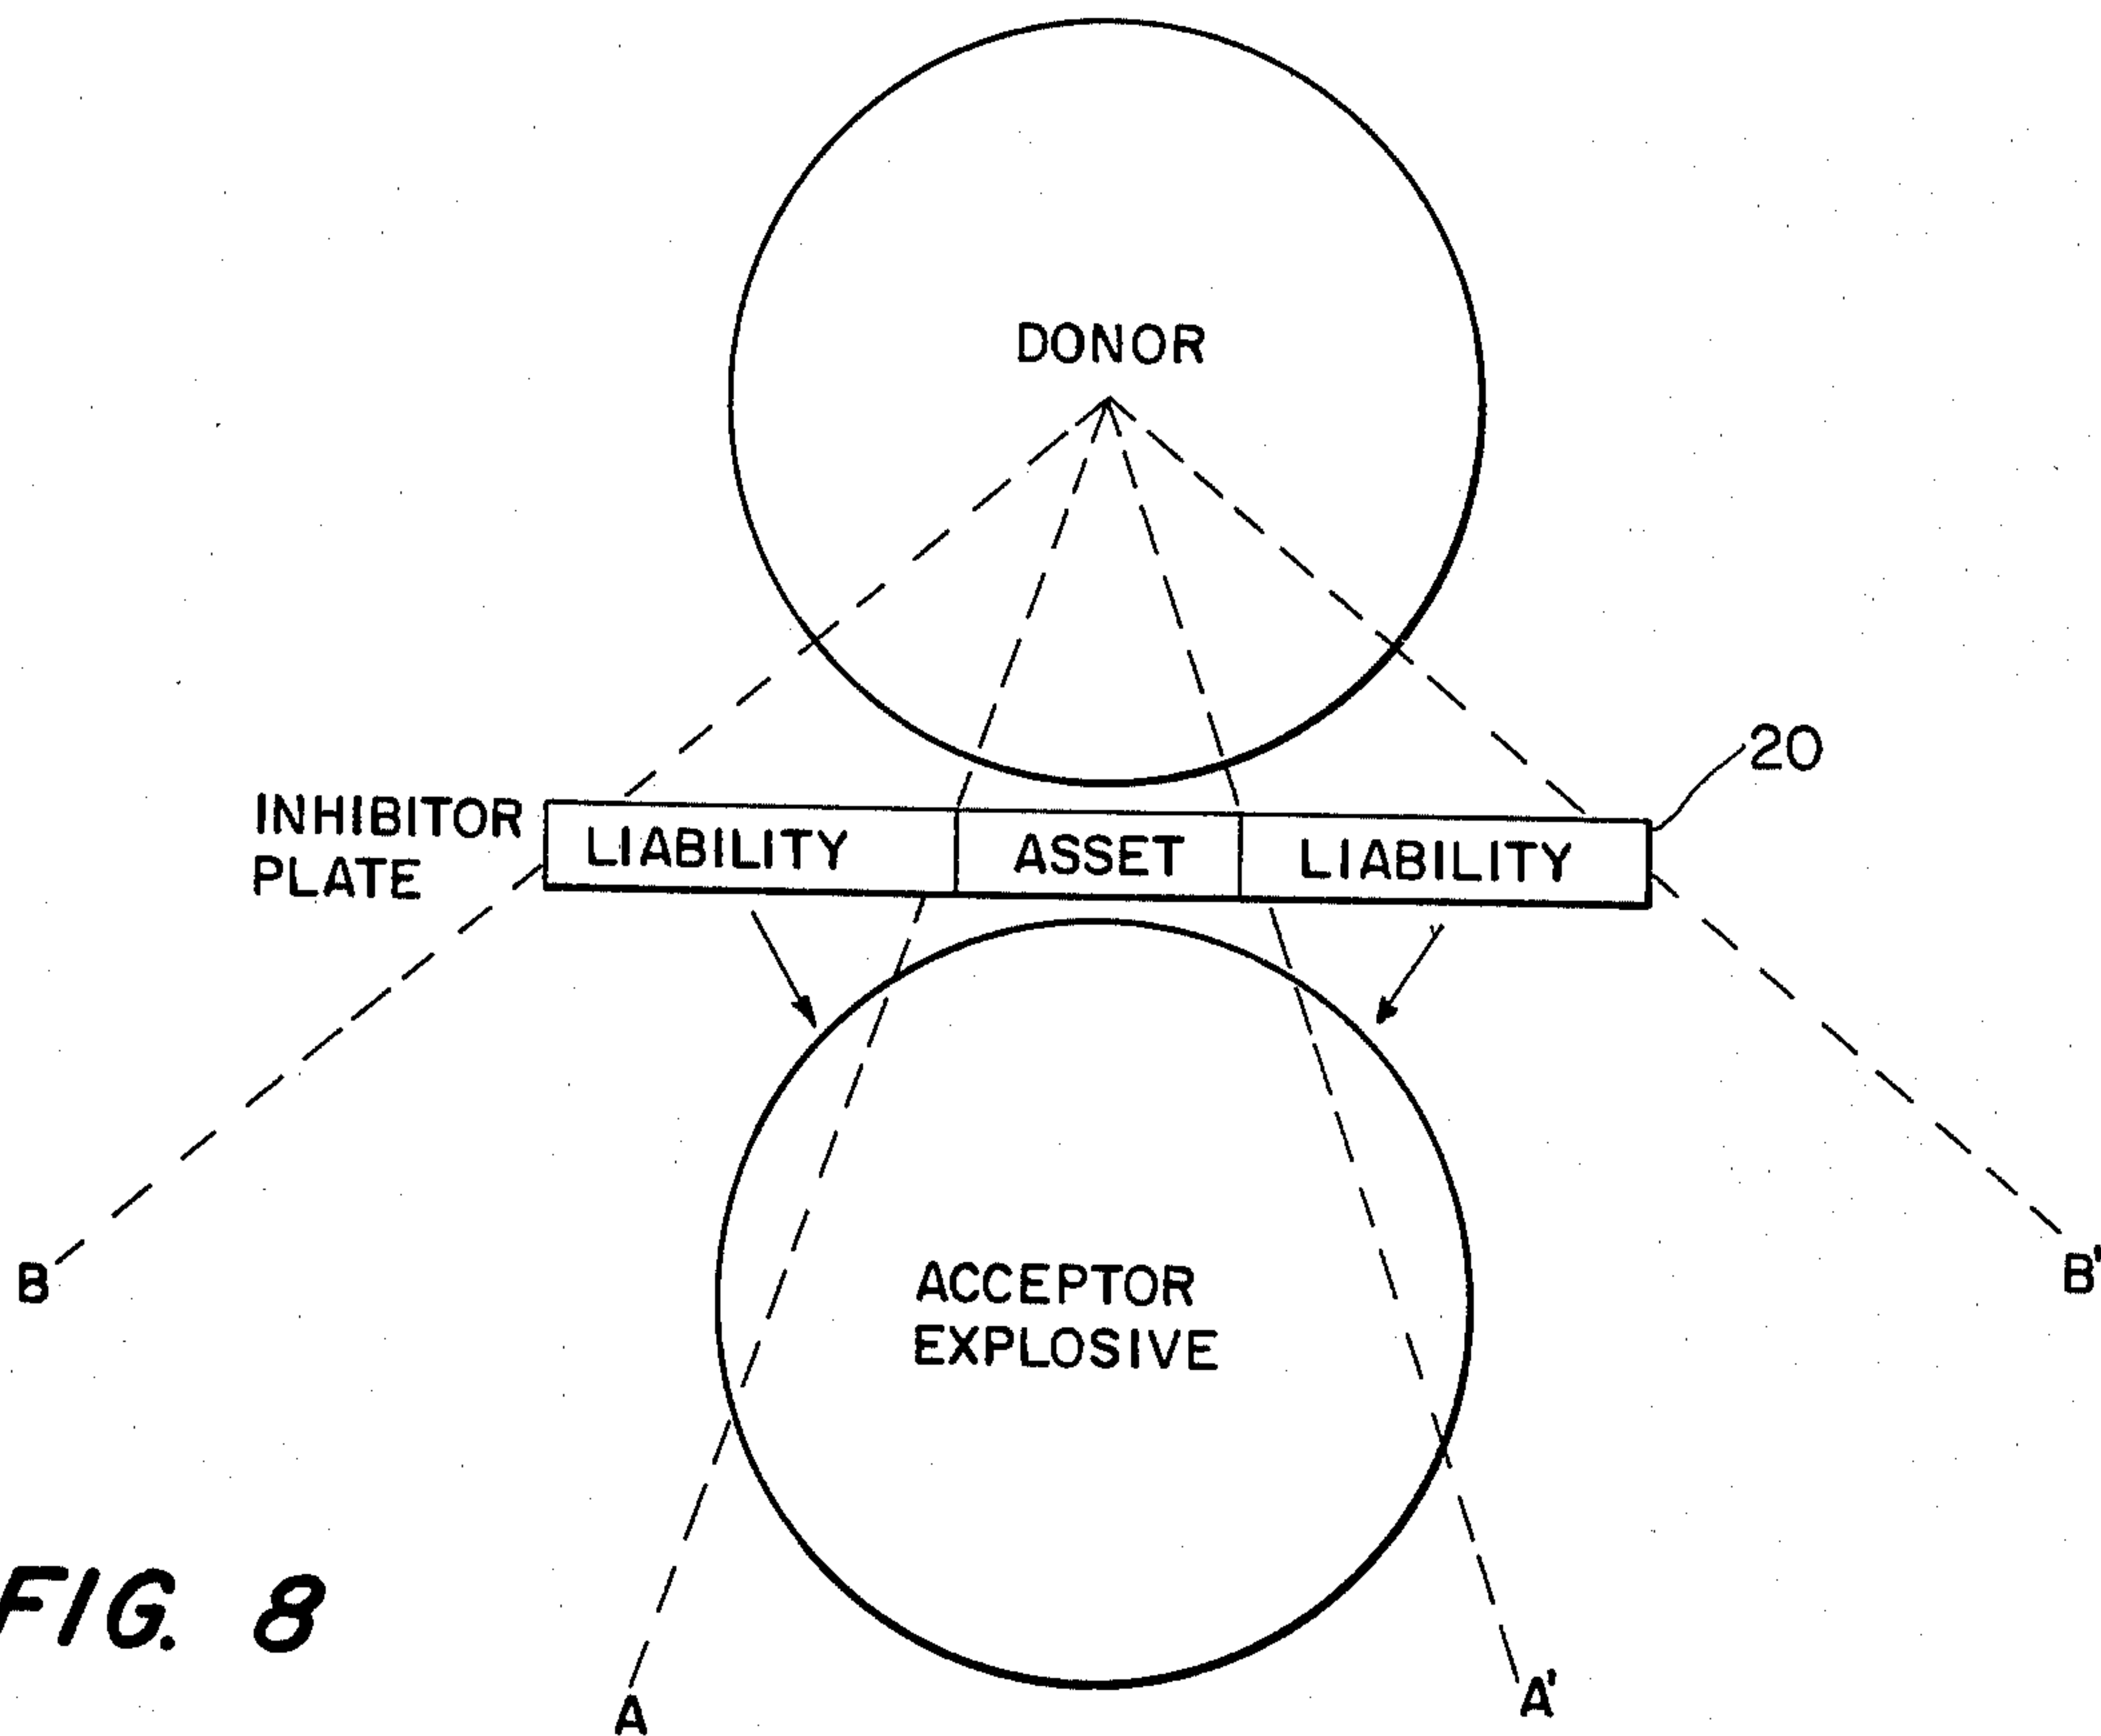 DONOR
20
INHIBITOR
PLATE
LIABILITY
ASSET
LIABILITY
B
B'
ACCEPTOR
EXPLOSIVE
FIG. 8
A
A'